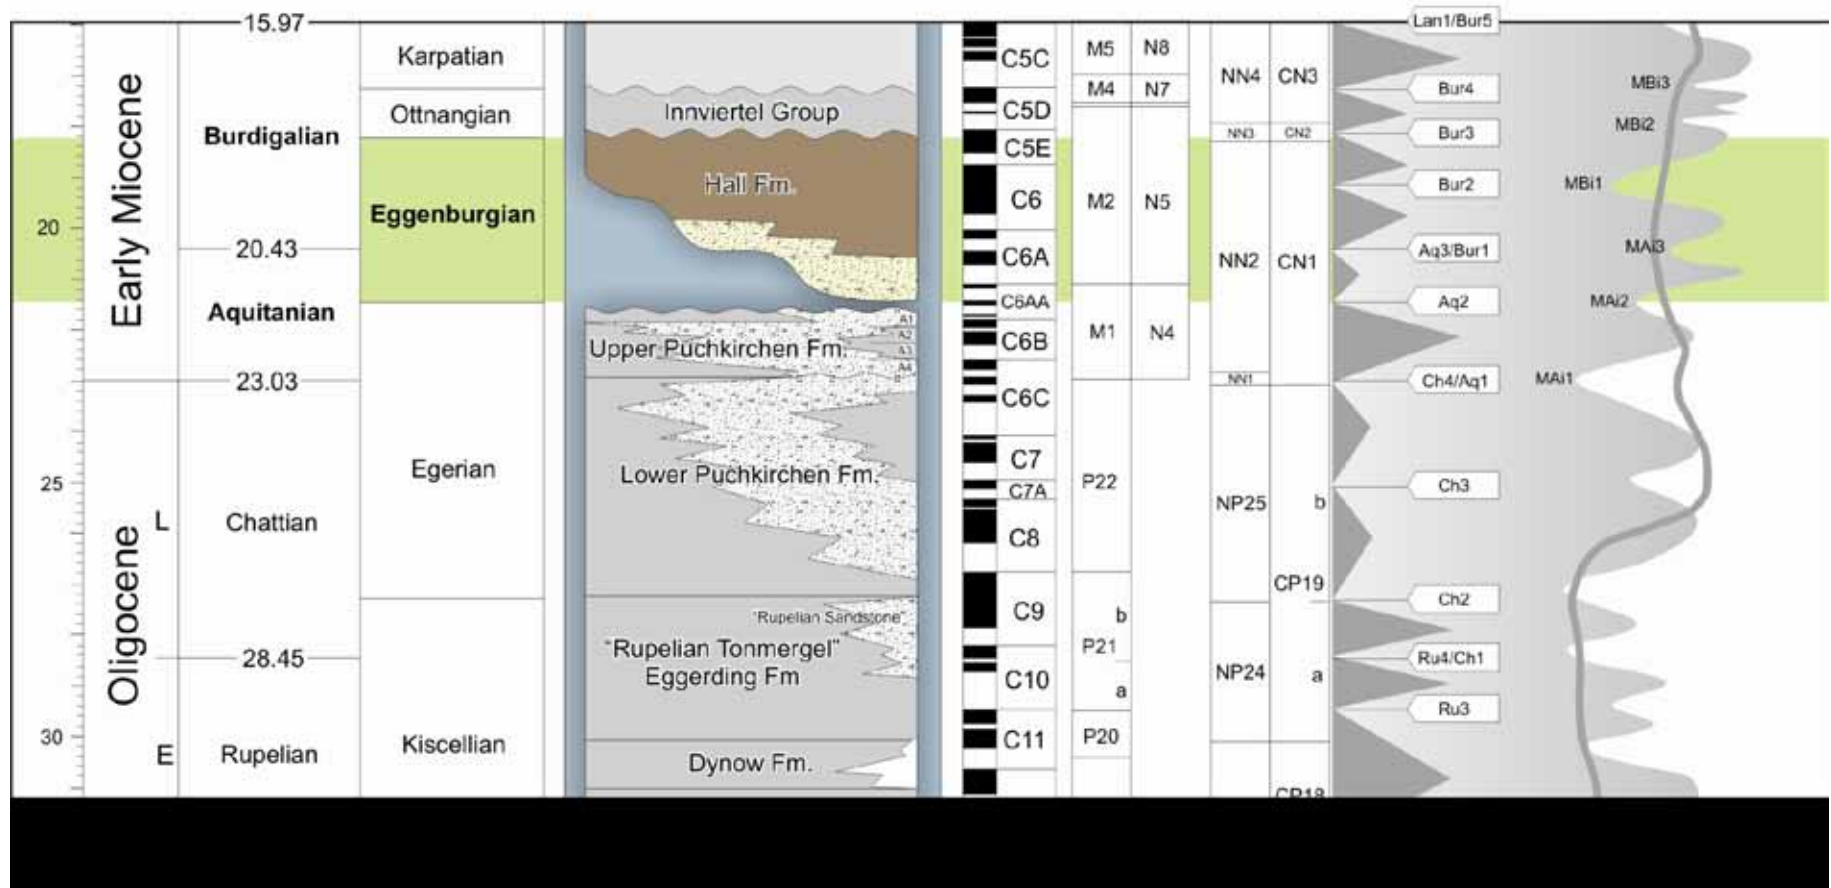 20
25
30
Early Miocene
Oligocene
L
E
15.97
Burdigalian
20.43
Aquitanian
23.03
Chattian
28.45
Rupelian
Karpatian
Ottnangian
Eggenburgian
Egerian
Kiscellian
Innviertel Group
Hall Fm.
A1
A2
Upper Puchkirchen Fm.
A3
A4
Lower Puchkirchen Fm.
"Rupelian Sandstone"
"Rupelian Tonmergel"
Eggerding Fm
Dynow Fm.
C5C
C5D
C5E
C6
C6A
C6AA
C6B
C6C
C7
C7A
C8
C9
C10
C11
M5
M4
M2
M1
P22
b
P21
a
P20
N8
N7
N5
N4
NN4
NN3
NN2
NN1
NP25
NP24
CN3
CN2
CN1
b
CP19
a
CP18
Lan1/Bur5
Bur4
Bur3
Bur2
Aq3/Bur1
Aq2
Ch4/Aq1
Ch3
Ch2
Ru4/Ch1
Ru3
MBi3
MBi2
MBi1
MAi3
MAi2
MAi1